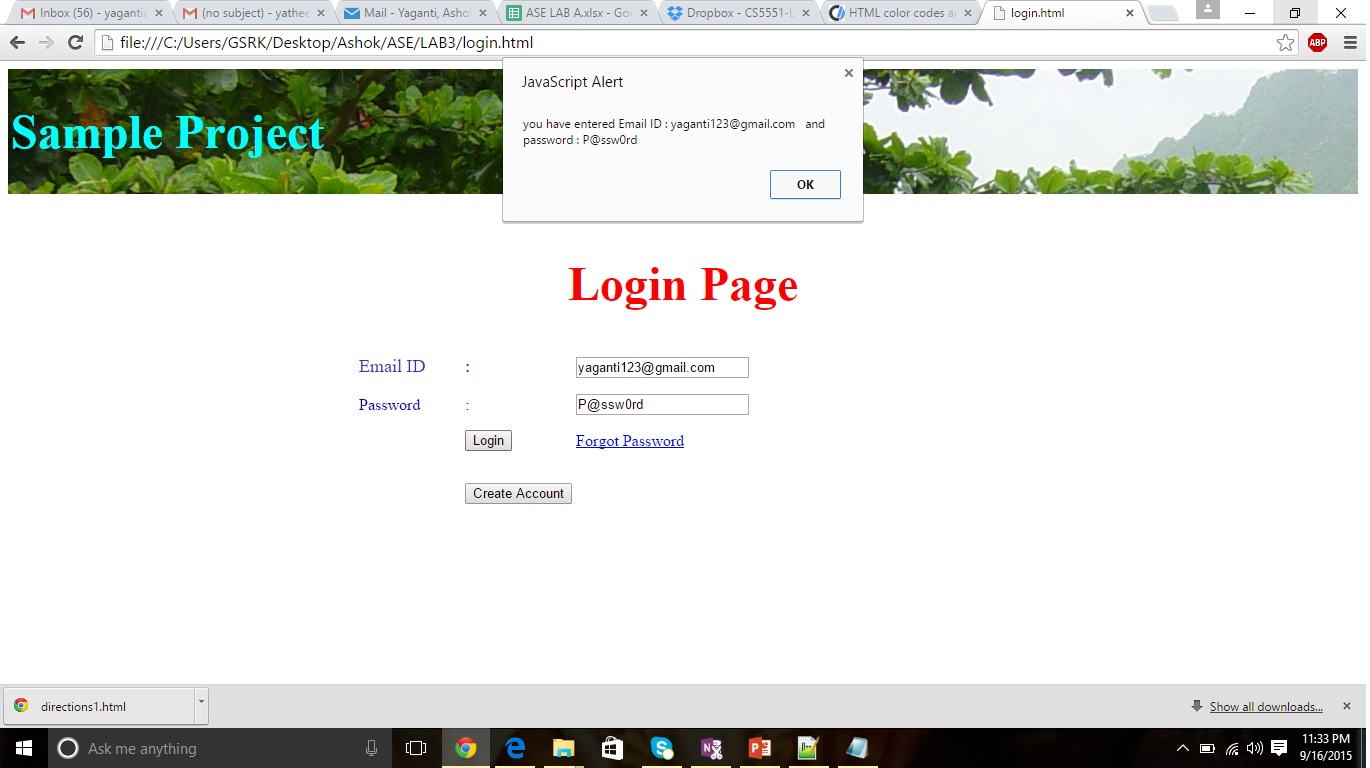 Inbox (56) - yaganti
(no subject) - yathee
Mail - Yaganti, Ashol
ASE LAB A.xlsx - Goo
Dropbox - CS5551-L
HTML color codes an
login.html
file:///C:/Users/GSRK/Desktop/Ashok/ASE/LAB3/login.html
ABP
JavaScript Alert
you have entered Email ID : yaganti123@gmail.com and
password : P@ssw0rd
OK
Sample Project
Login Page
Email ID : yaganti123@gmail.com
Password : P@ssw0rd
Login Forgot Password
Create Account
directions1.html
Show all downloads...
Ask me anything
11:33 PM
9/16/2015